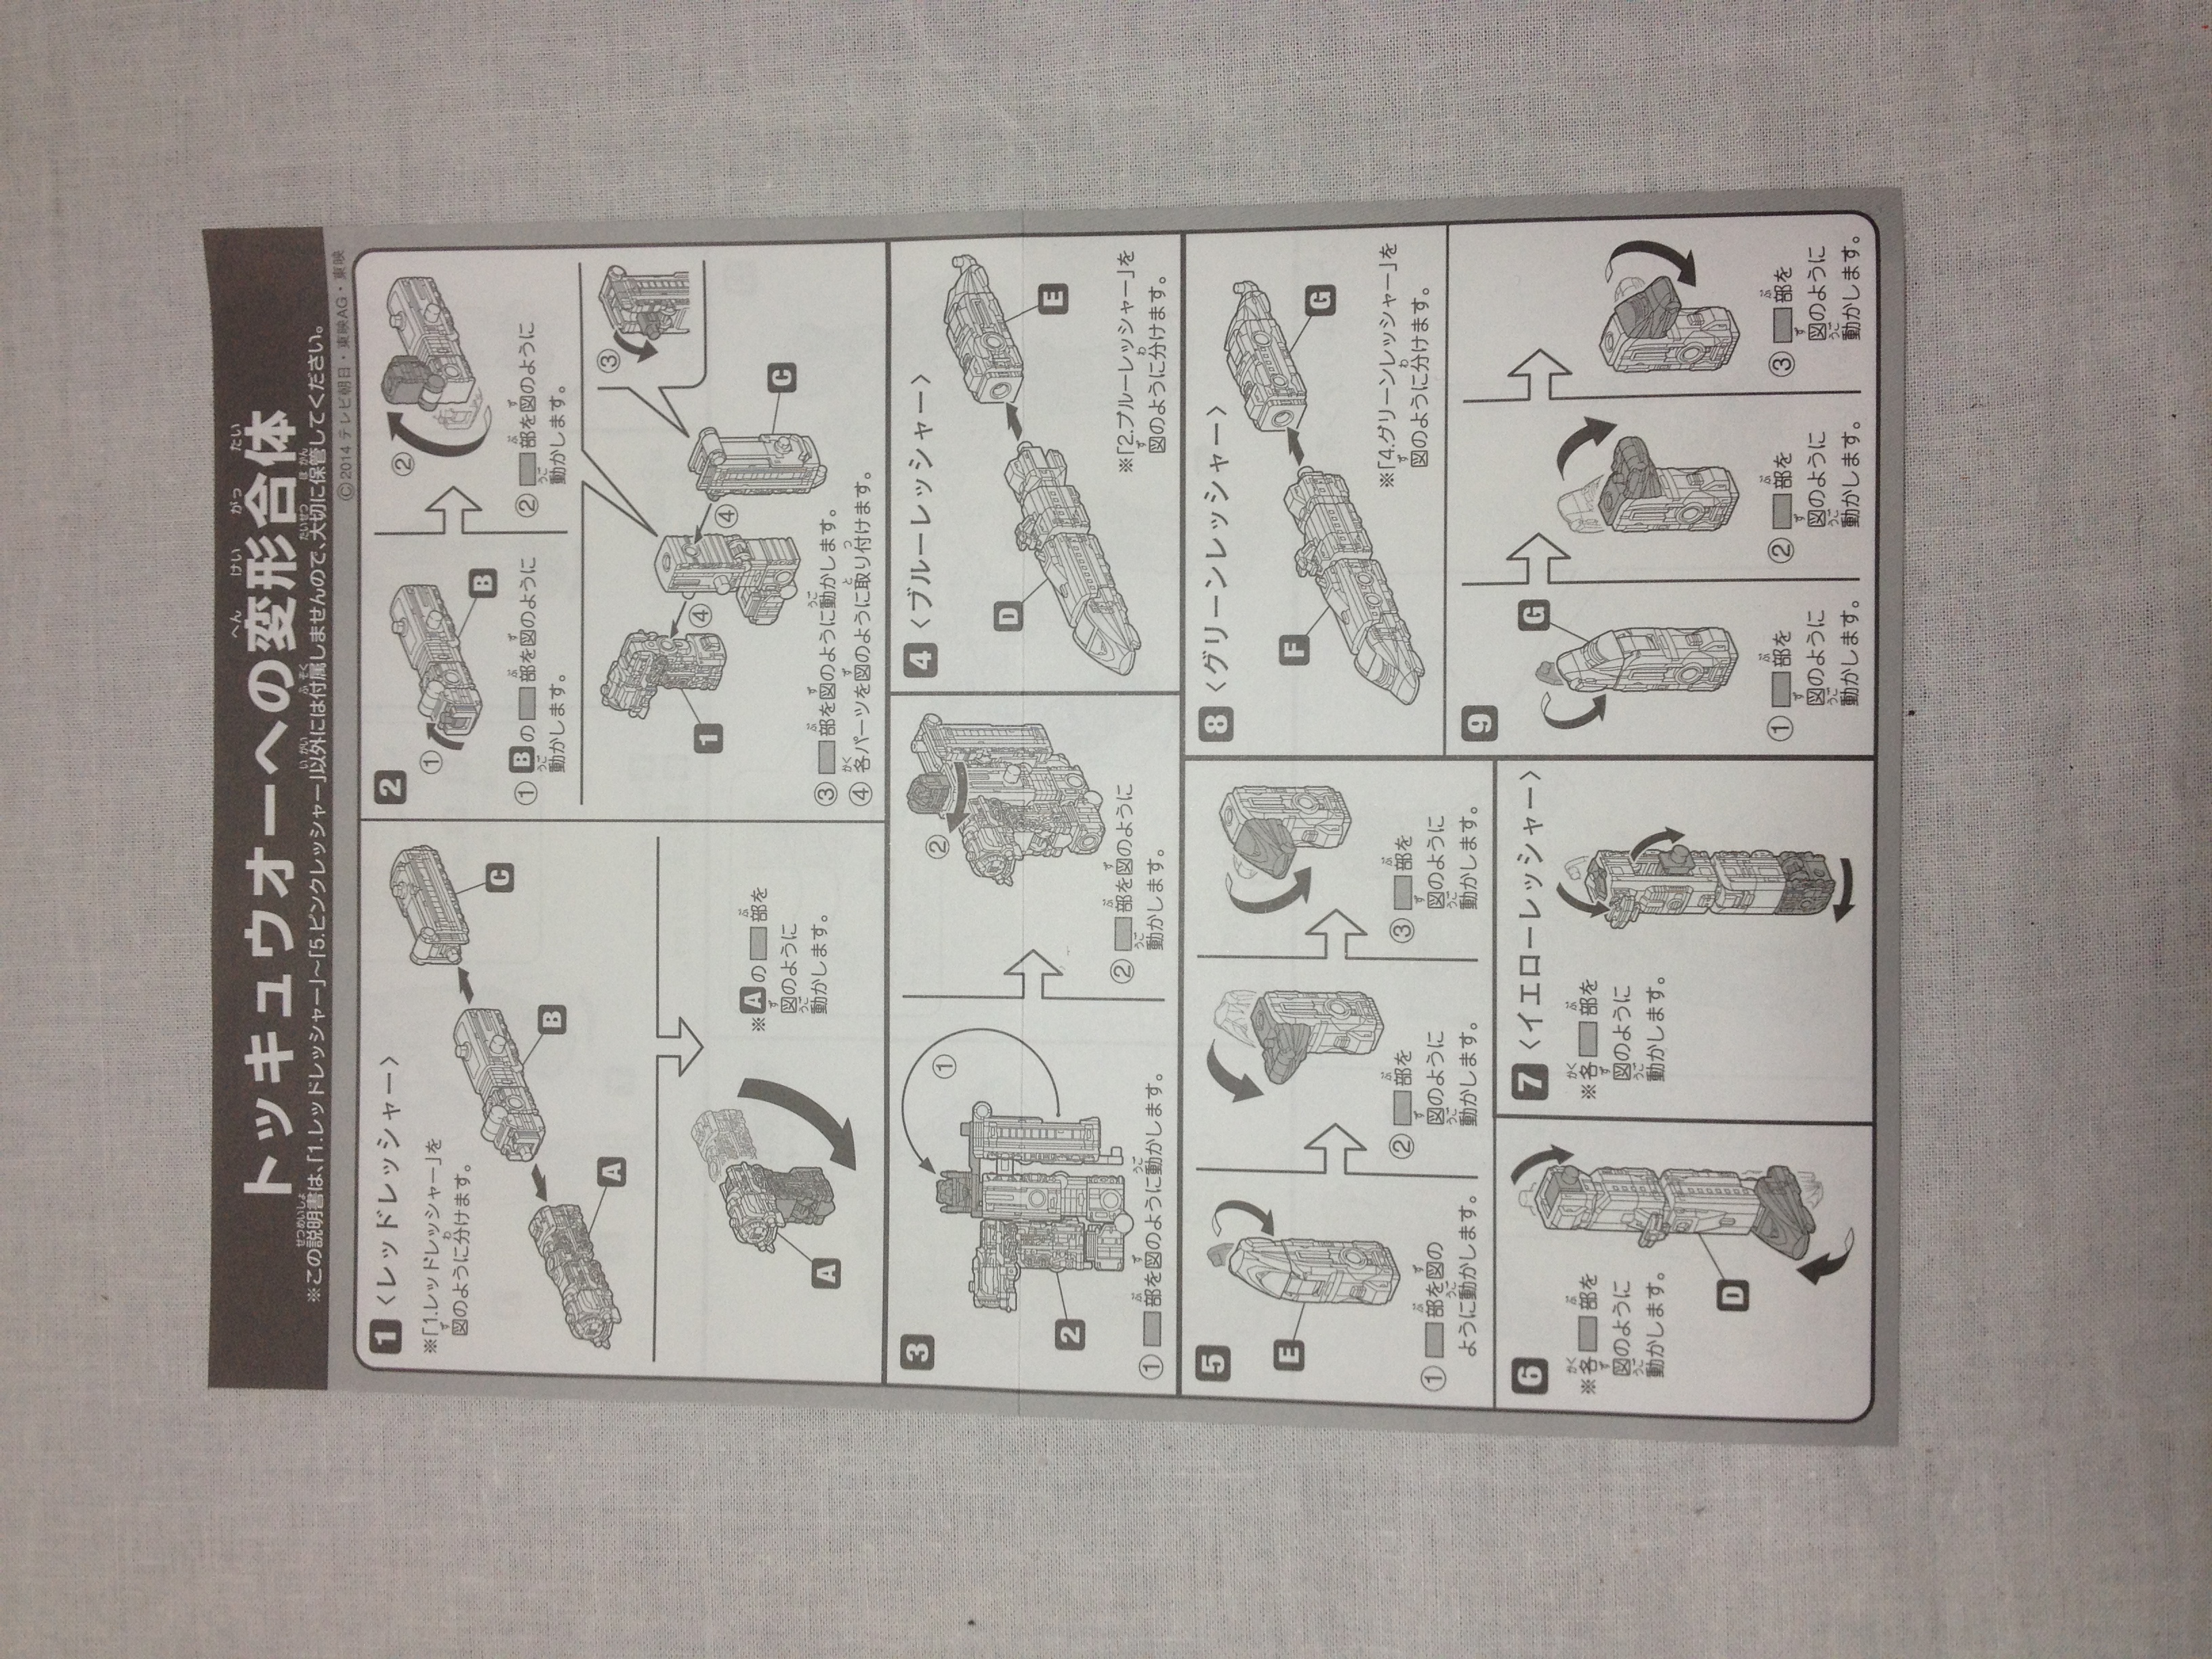 トッキュウオーへの変形合体
※この説明書は、「1.レッドレッシャー」～「5.ピンクレッシャー」以外には付属しませんので、大切に保管してください。
©2014 テレビ朝日・東映AG・東映
1 〈レッドレッシャー〉
※「1.レッドレッシャー」を
図のように分けます。
C
B
A
A
※Aの 部を
図のように
動かします。
2
①
B
① Bの 部を図のように
動かします。
②
② 部を図のように
動かします。
③
1
④
④
C
③ 部を図のように動かします。
④ 各パーツを図のように取り付けます。
3
①
2
① 部を図のように動かします。
②
② 部を図のように
動かします。
4 〈ブルーレッシャー〉
D
E
※「2.ブルーレッシャー」を
図のように分けます。
5
E
① 部を図の
ように動かします。
② 部を
図のように
動かします。
③ 部を
図のように
動かします。
6
※各 部を
図のように
動かします。
D
7 〈イエローレッシャー〉
※各 部を
図のように
動かします。
8 〈グリーンレッシャー〉
F
G
※「4.グリーンレッシャー」を
図のように分けます。
9
G
① 部を
図のように
動かします。
② 部を
図のように
動かします。
③ 部を
図のように
動かします。